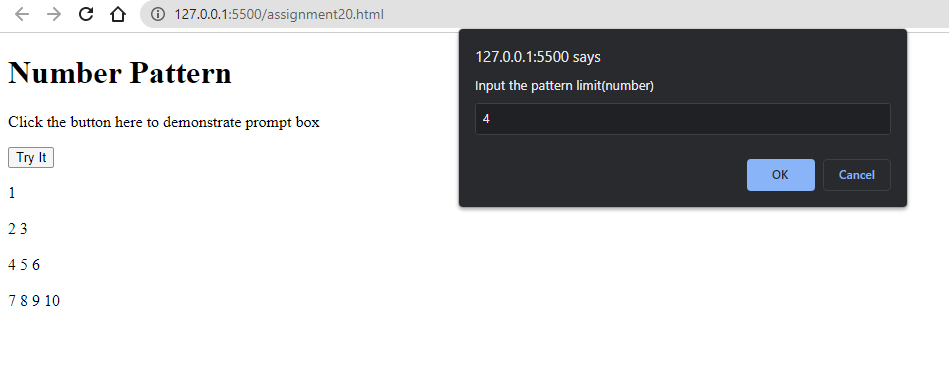 127.0.0.1:5500/assignment20.html
127.0.0.1:5500 says
Input the pattern limit(number)
4
OK
Cancel
Number Pattern
Click the button here to demonstrate prompt box
Try It
1
2 3
4 5 6
7 8 9 10